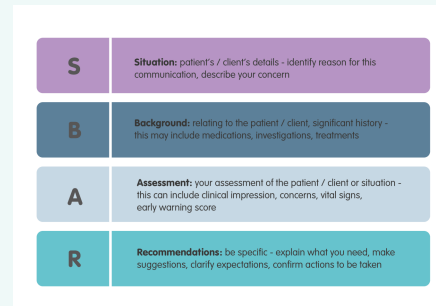 S
Situation: patient's / client's details - identify reason for this
communication, describe your concern
B
Background: relating to the patient / client, significant history -
this may include medications, investigations, treatments
A
Assessment: your assessment of the patient / client or situation -
this can include clinical impression, concerns, vital signs,
early warning score
R
Recommendations: be specific - explain what you need, make
suggestions, clarify expectations, confirm actions to be taken